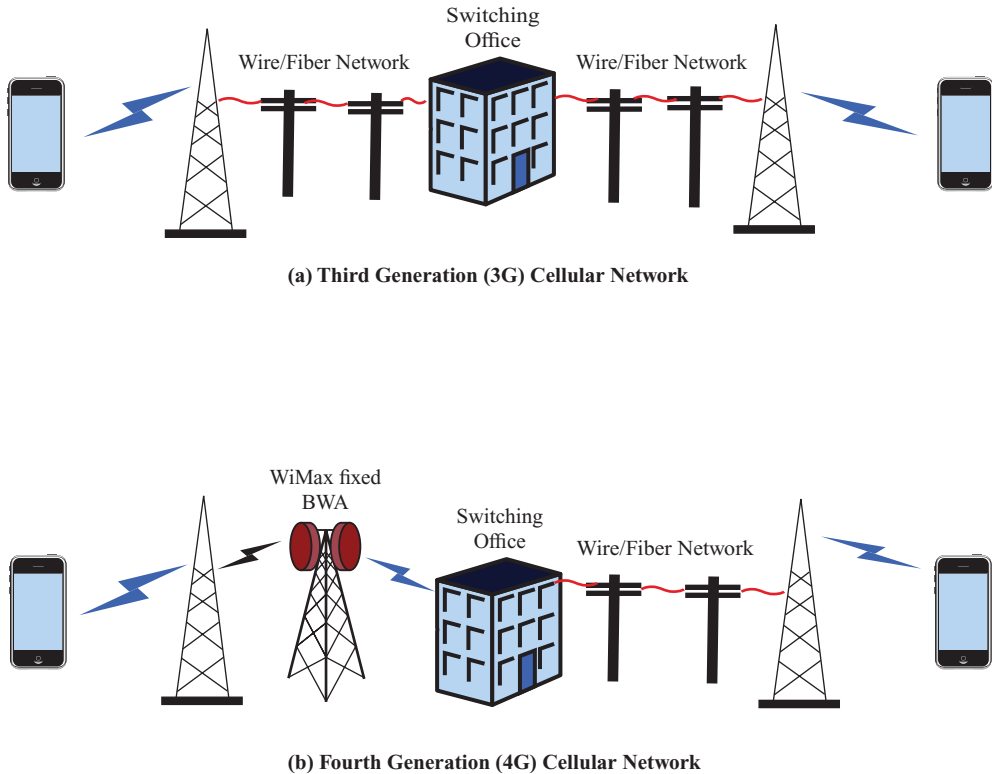 Switching
Office
Wire/Fiber Network
Wire/Fiber Network
(a) Third Generation (3G) Cellular Network
WiMax fixed
BWA
Switching
Office
Wire/Fiber Network
(b) Fourth Generation (4G) Cellular Network